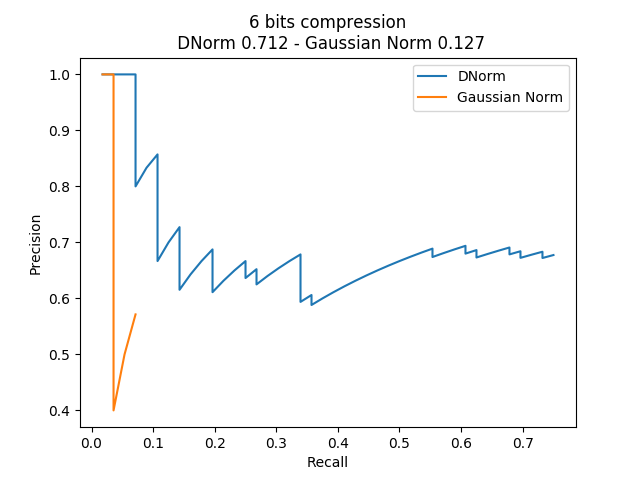 6 bits compression
DNorm 0.712 - Gaussian Norm 0.127
DNorm
Gaussian Norm
1.0
0.9
0.8
0.7
0.6
0.5
0.4
Precision
0.0 0.1 0.2 0.3 0.4 0.5 0.6 0.7
Recall